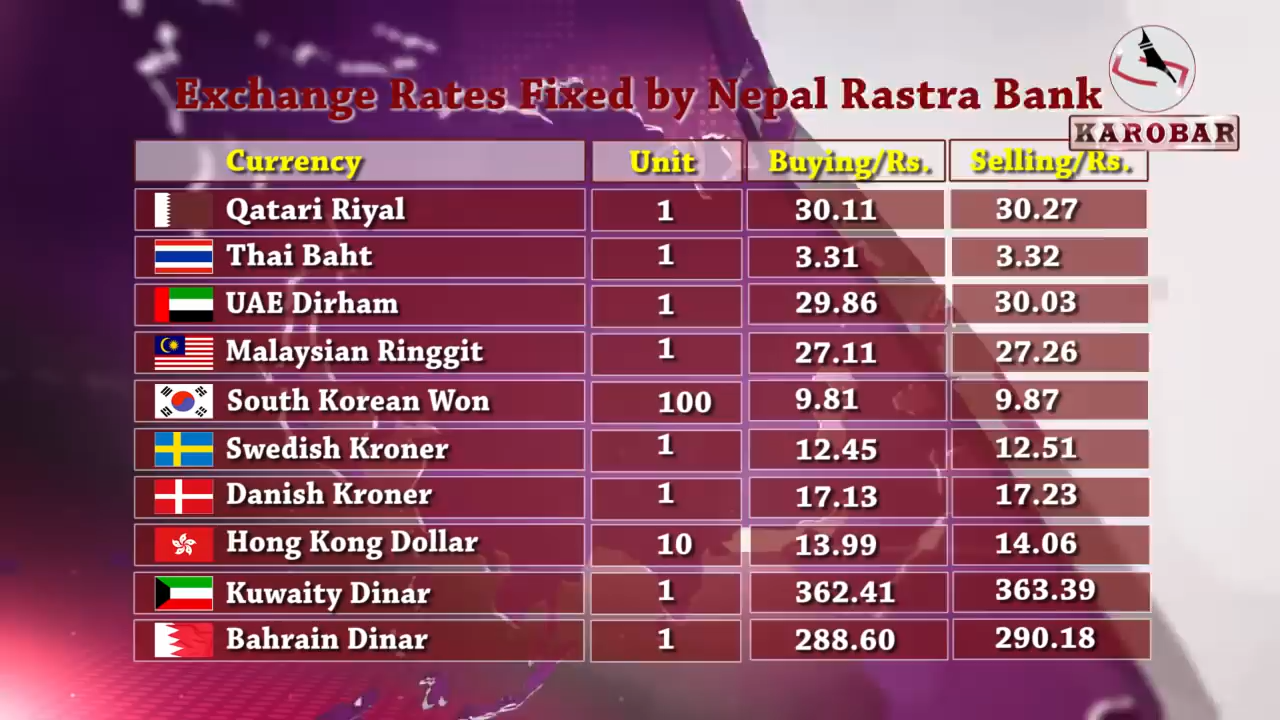 Exchange Rates Fixed by Nepal Rastra Bank
KAROBAR
Currency Unit Buying/Rs. Selling/Rs.
Qatari Riyal 1 30.11 30.27
Thai Baht 1 3.31 3.32
UAE Dirham 1 29.86 30.03
Malaysian Ringgit 1 27.11 27.26
South Korean Won 100 9.81 9.87
Swedish Kroner 1 12.45 12.51
Danish Kroner 1 17.13 17.23
Hong Kong Dollar 10 13.99 14.06
Kuwaity Dinar 1 362.41 363.39
Bahrain Dinar 1 288.60 290.18